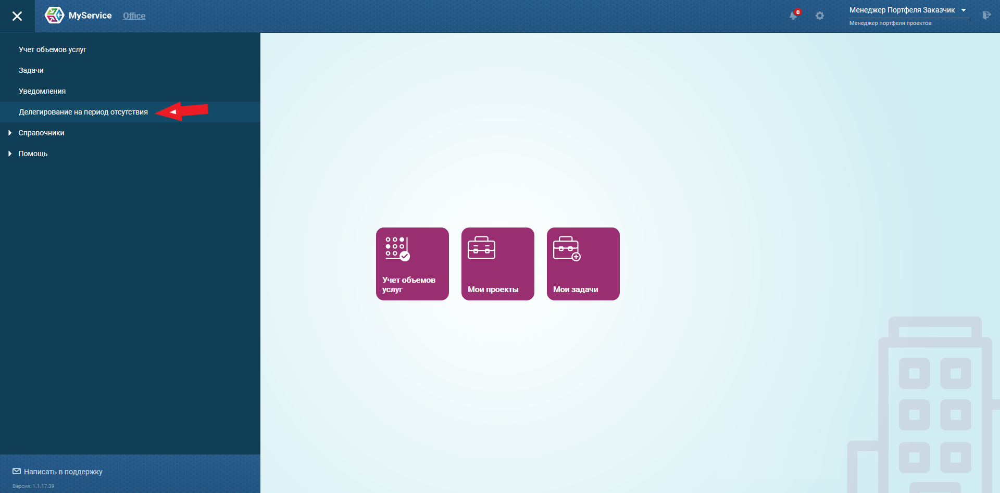 MyService Office
0
Менеджер Портфеля Заказчик
Менеджер портфеля проектов
Учет объемов услуг
Задачи
Уведомления
Делегирование на период отсутствия
Справочники
Помощь
Учет объемов
услуг
Мои проекты
Мои задачи
Написать в поддержку
Версия: 1.1.17.39